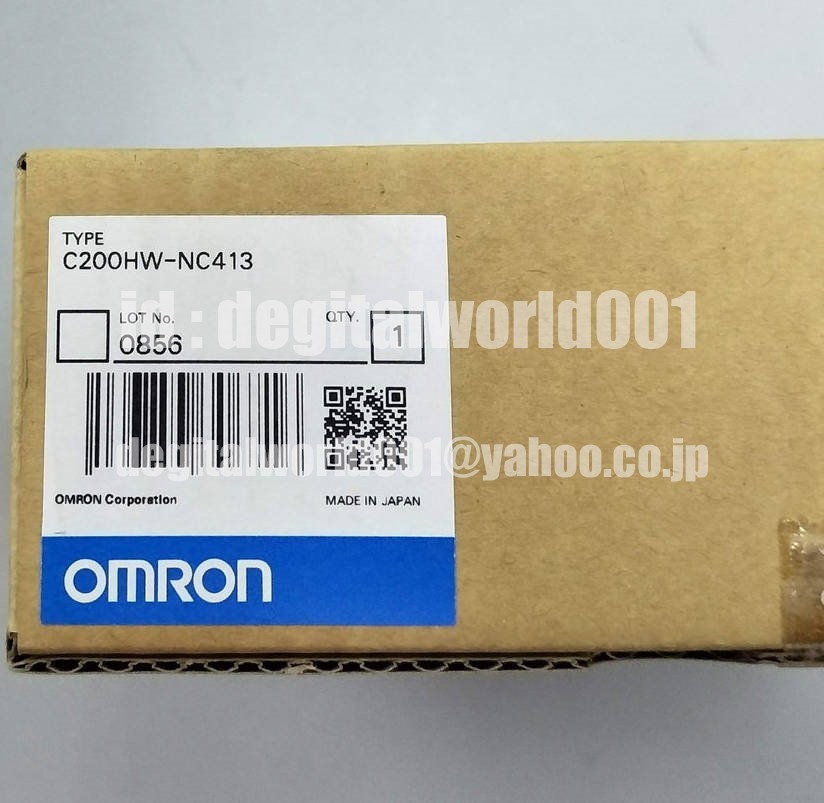 TYPE
C200HW-NC413
id : degitalworld001
LOT No. QTY.
0856 1
degitalworld001@yahoo.co.jp
OMRON Corporation MADE IN JAPAN
OMRON